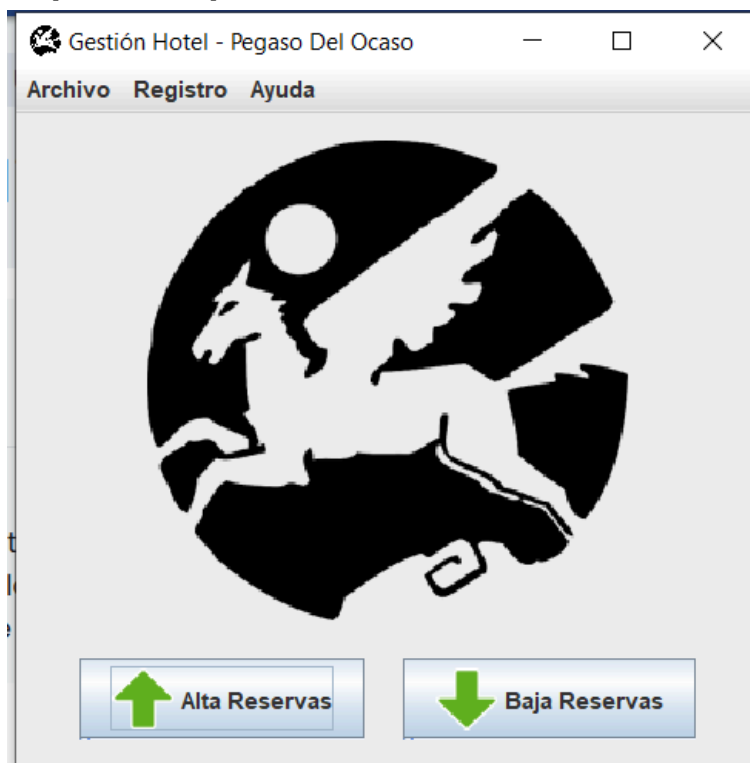 Gestión Hotel - Pegaso Del Ocaso
Archivo Registro Ayuda
Alta Reservas Baja Reservas